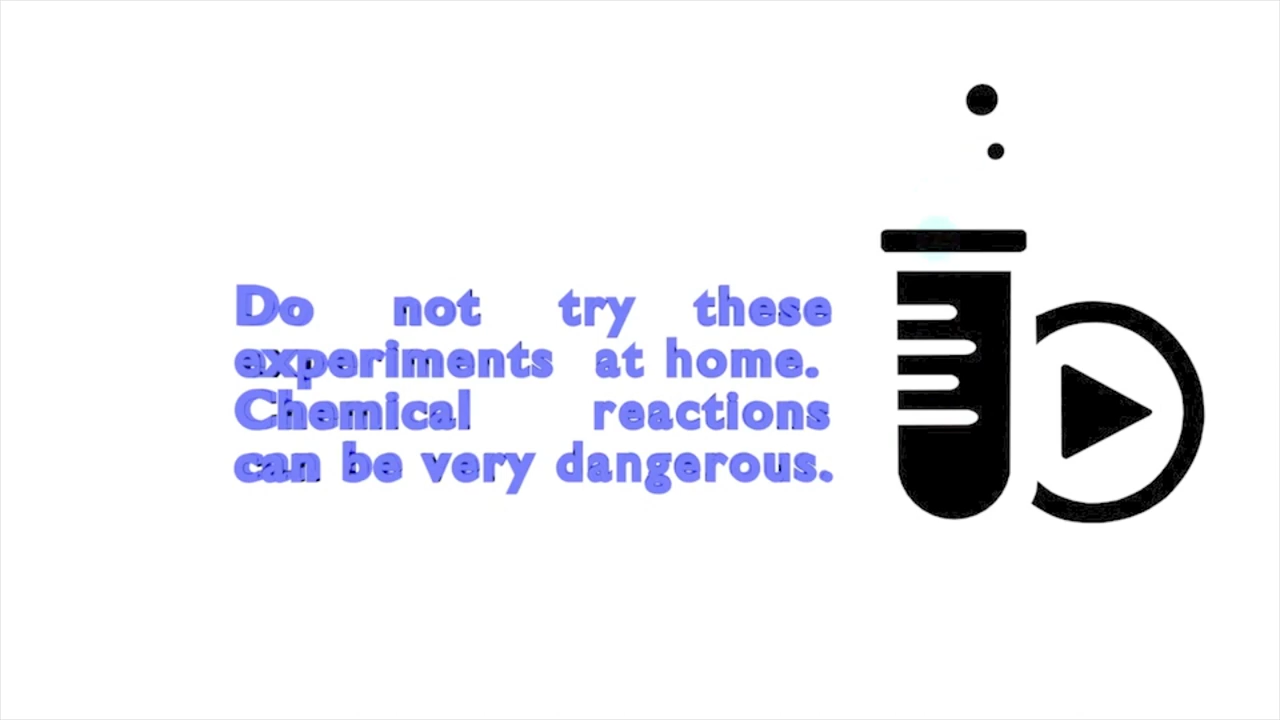 Do not try these
experiments at home.
Chemical reactions
can be very dangerous.